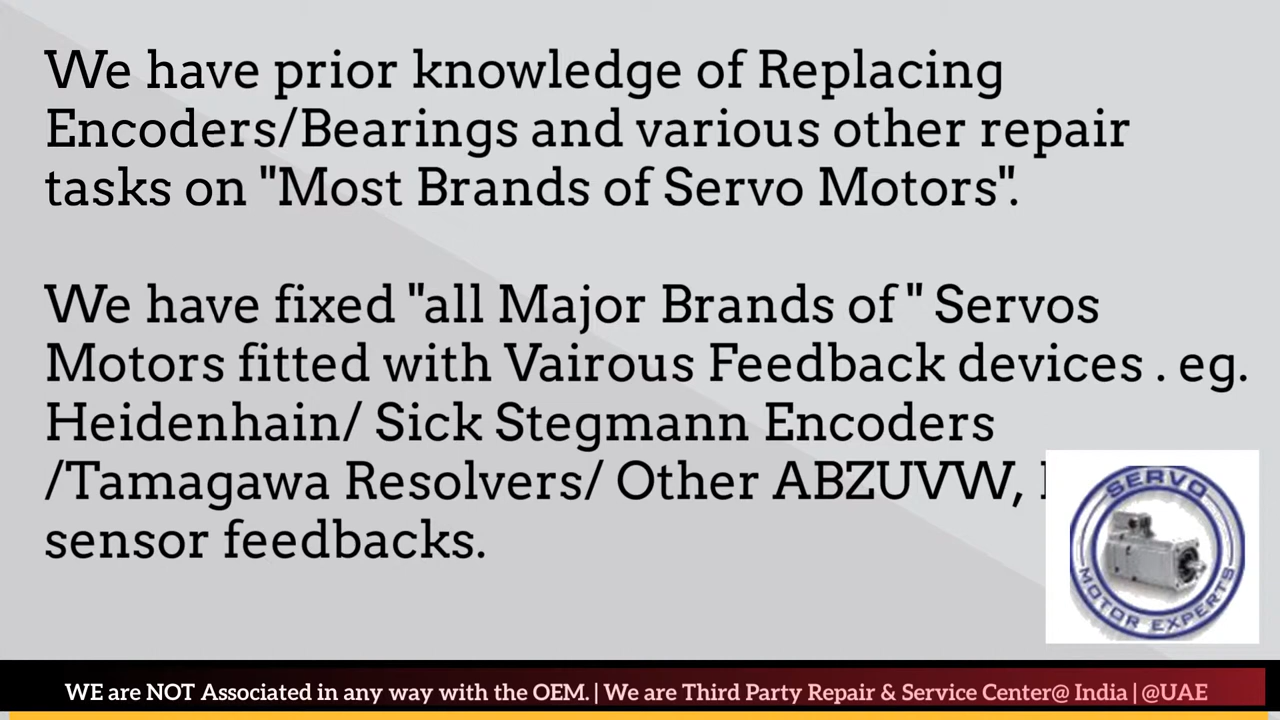 We have prior knowledge of Replacing
Encoders/Bearings and various other repair
tasks on "Most Brands of Servo Motors".
We have fixed "all Major Brands of " Servos
Motors fitted with Vairous Feedback devices . eg.
Heidenhain/ Sick Stegmann Encoders
/Tamagawa Resolvers/ Other ABZUVW,
sensor feedbacks.
SERVO
MOTOR EXPERTS
WE are NOT Associated in any way with the OEM. | We are Third Party Repair & Service Center@ India | @UAE